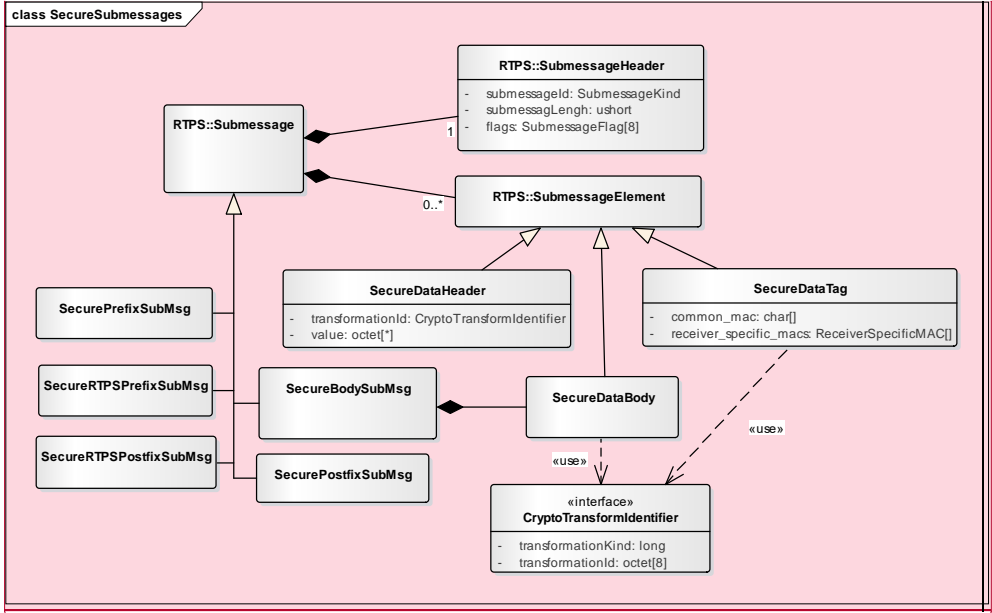 class SecureSubmessages
RTPS::SubmessageHeader
- submessageId: SubmessageKind
- submessagLengh: ushort
- flags: SubmessageFlag[8]
RTPS::Submessage
1
RTPS::SubmessageElement
0..*
SecureDataHeader
- transformationId: CryptoTransformIdentifier
- value: octet[*]
SecureDataTag
- common_mac: char[]
- receiver_specific_macs: ReceiverSpecificMAC[]
SecurePrefixSubMsg
SecureRTPSPrefixSubMsg
SecureBodySubMsg
SecureDataBody
SecureRTPSPostfixSubMsg
SecurePostfixSubMsg
«use»
«use»
«interface»
CryptoTransformIdentifier
- transformationKind: long
- transformationId: octet[8]